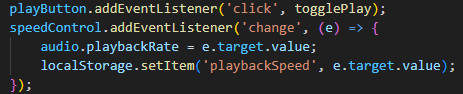 playButton.addEventListener('click', togglePlay);
speedControl.addEventListener('change', (e) => {
    audio.playbackRate = e.target.value;
    localStorage.setItem('playbackSpeed', e.target.value);
});